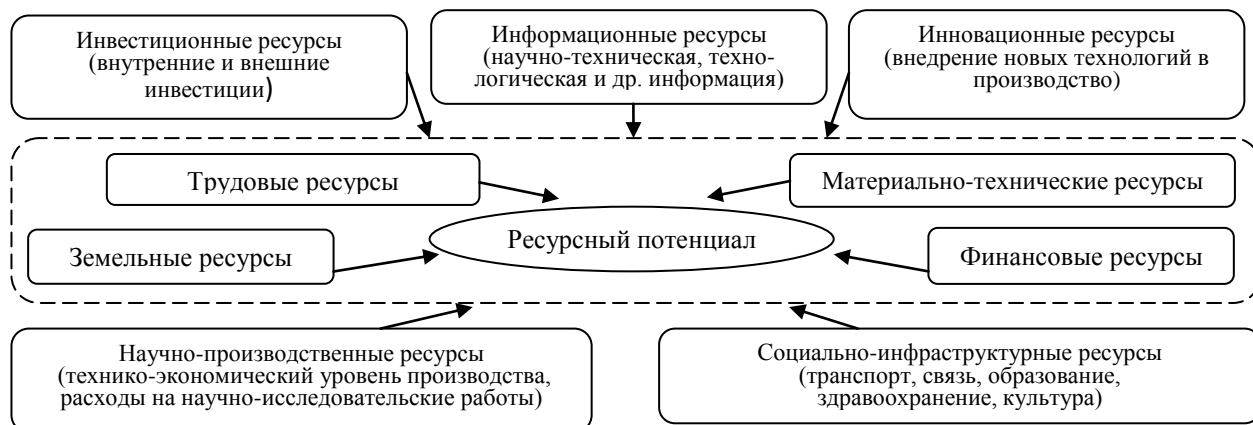 Инвестиционные ресурсы
(внутренние и внешние
инвестиции)
Информационные ресурсы
(научно-техническая, техно-
логическая и др. информация)
Инновационные ресурсы
(внедрение новых технологий в
производство)
Трудовые ресурсы
Материально-технические ресурсы
Ресурсный потенциал
Земельные ресурсы
Финансовые ресурсы
Научно-производственные ресурсы
(технико-экономический уровень производства,
расходы на научно-исследовательские работы)
Социально-инфраструктурные ресурсы
(транспорт, связь, образование,
здравоохранение, культура)